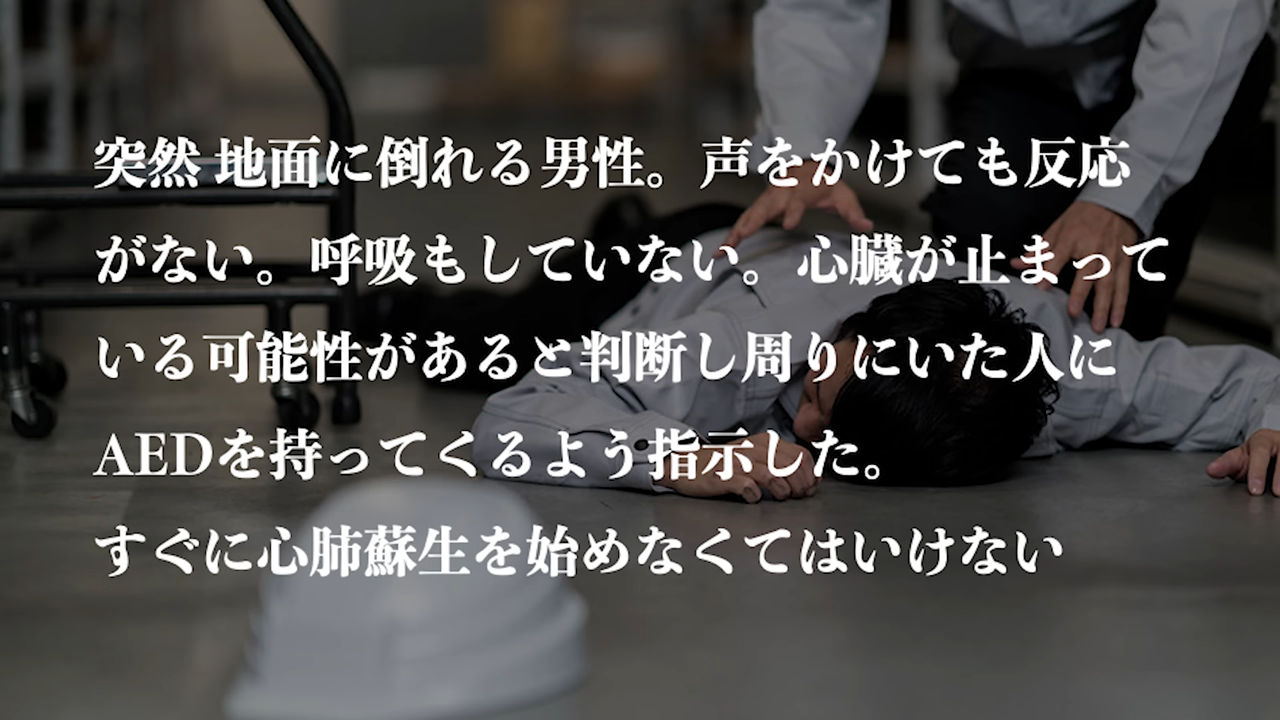 突然 地面に倒れる男性。声をかけても反応
がない。呼吸もしていない。心臓が止まって
いる可能性があると判断し周りにいた人に
AEDを持ってくるよう指示した。
すぐに心肺蘇生を始めなくてはいけない